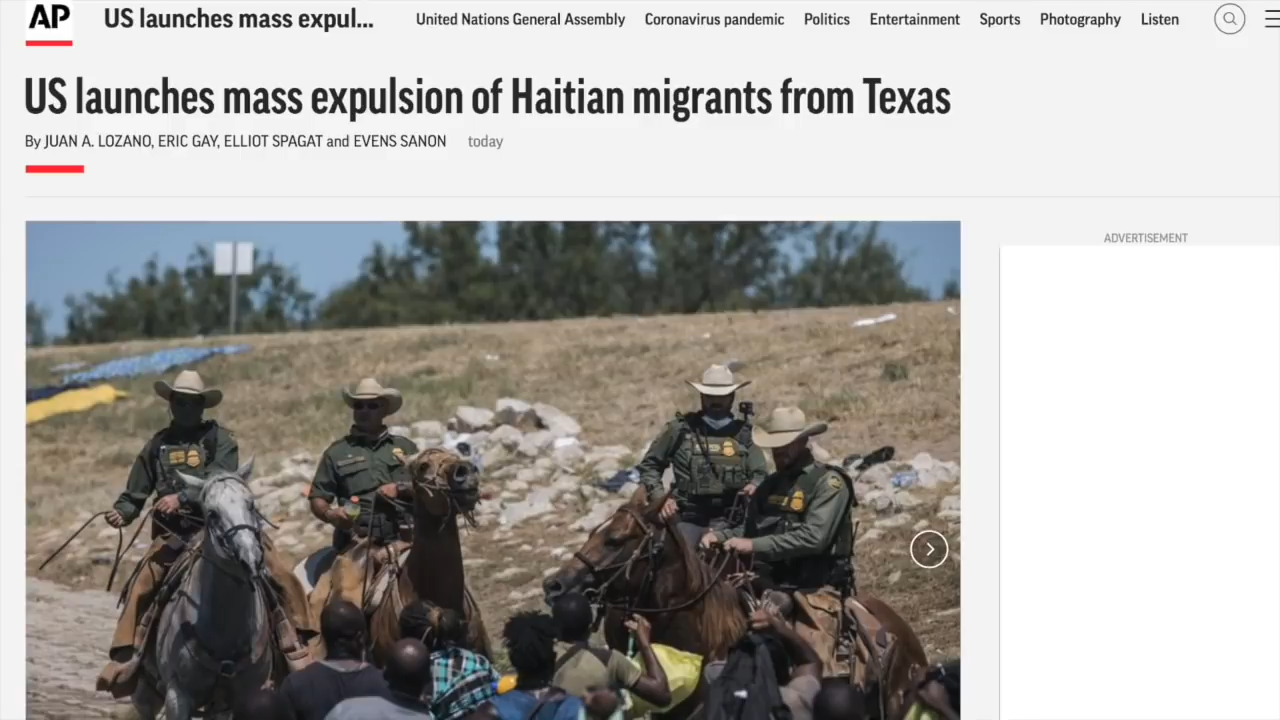 AP US launches mass expul... United Nations General Assembly Coronavirus pandemic Politics Entertainment Sports Photography Listen
US launches mass expulsion of Haitian migrants from Texas
By JUAN A. LOZANO, ERIC GAY, ELLIOT SPAGAT and EVENS SANON today
ADVERTISEMENT